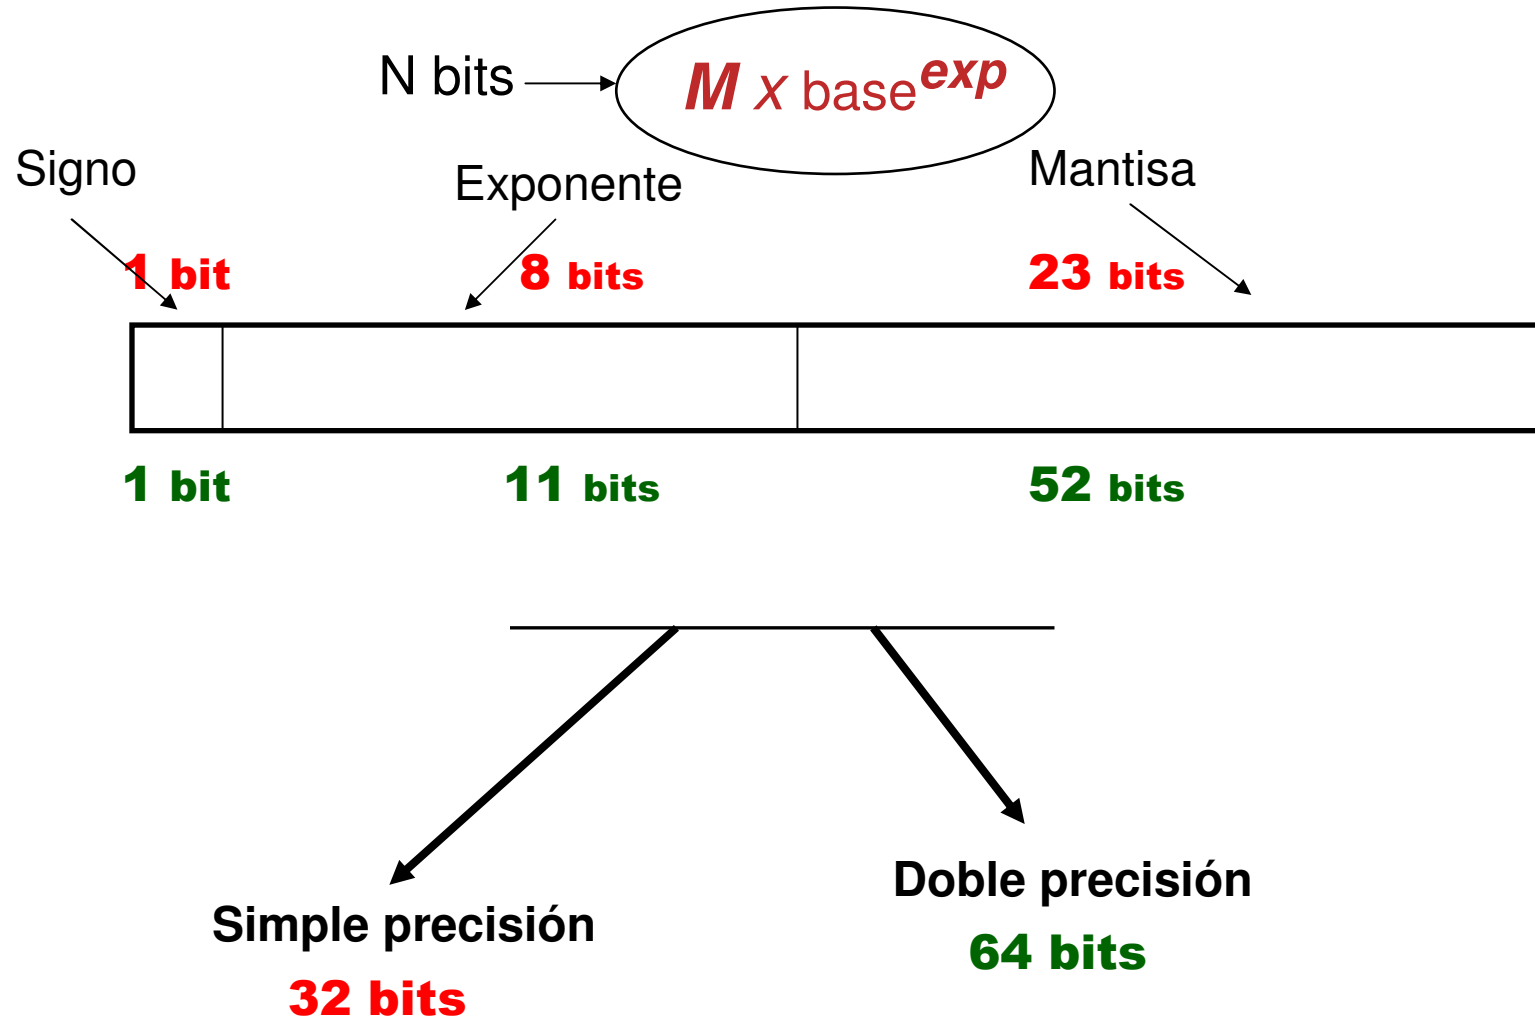 N bits
M x base^exp
Signo
Exponente
Mantisa
1 bit
8 bits
23 bits
1 bit
11 bits
52 bits
Simple precisión
32 bits
Doble precisión
64 bits